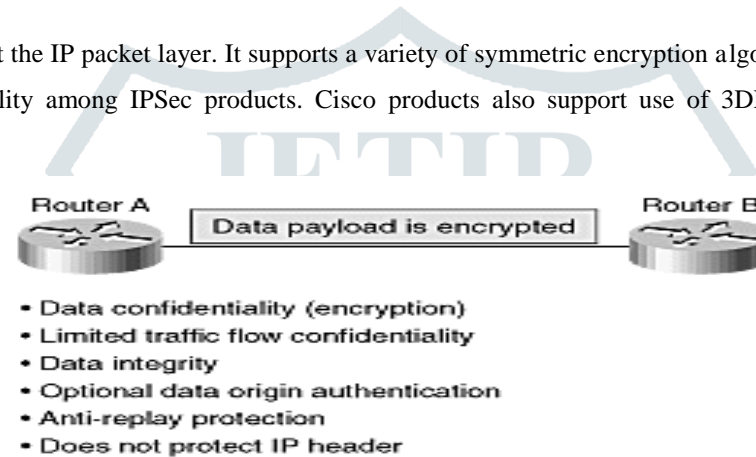 t the IP packet layer. It supports a variety of symmetric encryption algo
lity among IPSec products. Cisco products also support use of 3D
JETIR
Router A
Router B
Data payload is encrypted
• Data confidentiality (encryption)
• Limited traffic flow confidentiality
• Data integrity
• Optional data origin authentication
• Anti-replay protection
• Does not protect IP header